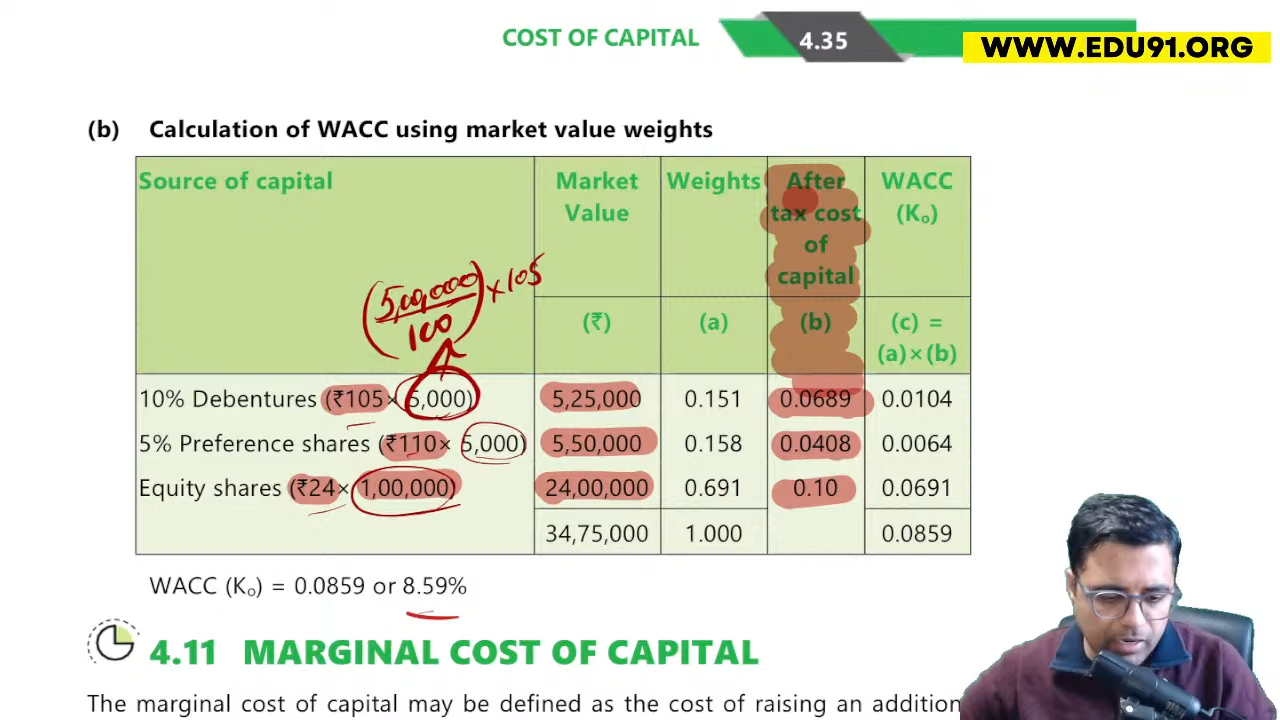 COST OF CAPITAL
4.35
WWW.EDU91.ORG
(b) Calculation of WACC using market value weights
Source of capital Market Value Weights After tax cost of capital WACC (Kₒ)
(₹) (a) (b) (c) = (a)×(b)
(5,00,000/100) × 105
10% Debentures (₹105× 5,000) 5,25,000 0.151 0.0689 0.0104
5% Preference shares (₹110× 5,000) 5,50,000 0.158 0.0408 0.0064
Equity shares (₹24× 1,00,000) 24,00,000 0.691 0.10 0.0691
34,75,000 1.000 0.0859
WACC (Kₒ) = 0.0859 or 8.59%
4.11 MARGINAL COST OF CAPITAL
The marginal cost of capital may be defined as the cost of raising an addition